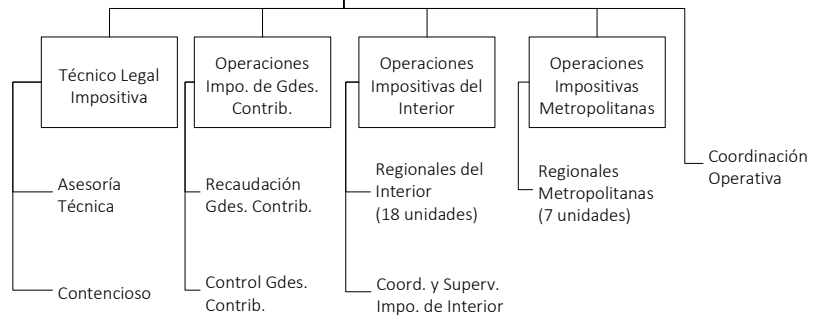 Técnico Legal
Impositiva
Operaciones
Impo. de Gdes.
Contrib.
Operaciones
Impositivas del
Interior
Operaciones
Impositivas
Metropolitanas
Asesoría
Técnica
Contencioso
Recaudación
Gdes. Contrib.
Control Gdes.
Contrib.
Regionales del
Interior
(18 unidades)
Coord. y Superv.
Impo. de Interior
Regionales
Metropolitanas
(7 unidades)
Coordinación
Operativa